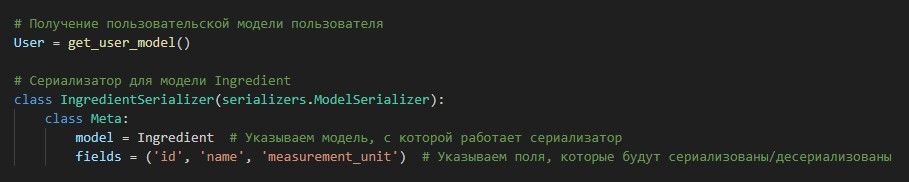 # Получение пользовательской модели пользователя
User = get_user_model()
# Сериализатор для модели Ingredient
class IngredientSerializer(serializers.ModelSerializer):
class Meta:
model = Ingredient  # Указываем модель, с которой работает сериализатор
fields = ('id', 'name', 'measurement_unit')  # Указываем поля, которые будут сериализованы/десериализованы